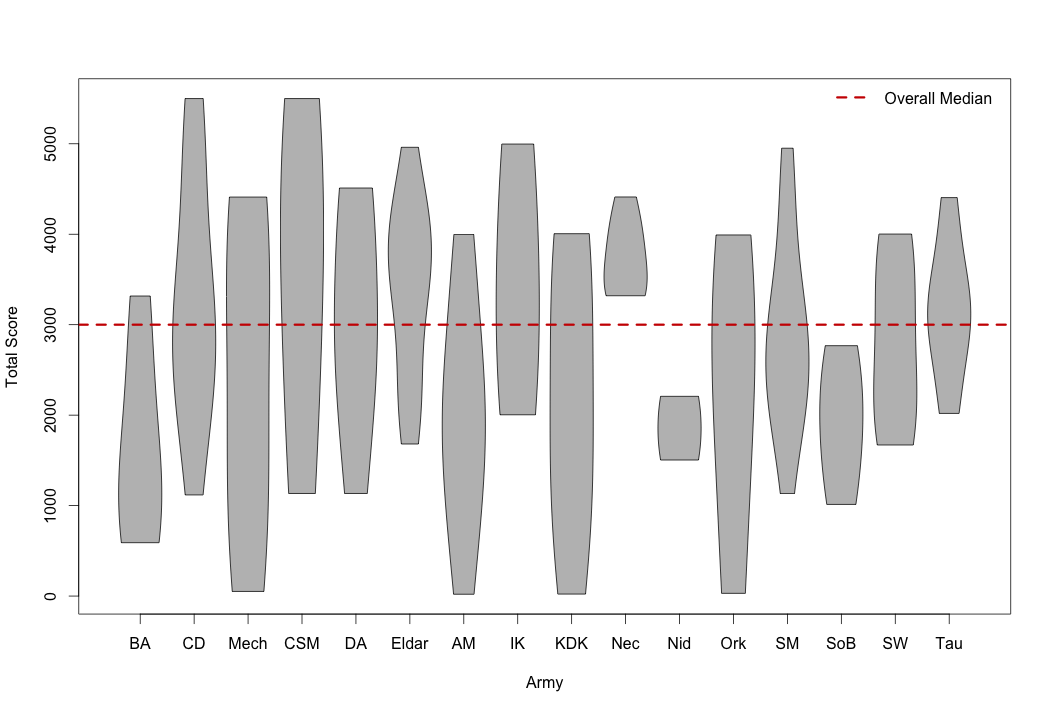 Overall Median
Total Score
5000
4000
3000
2000
1000
0
BA CD Mech CSM DA Eldar AM IK KDK Nec Nid Ork SM SoB SW Tau
Army